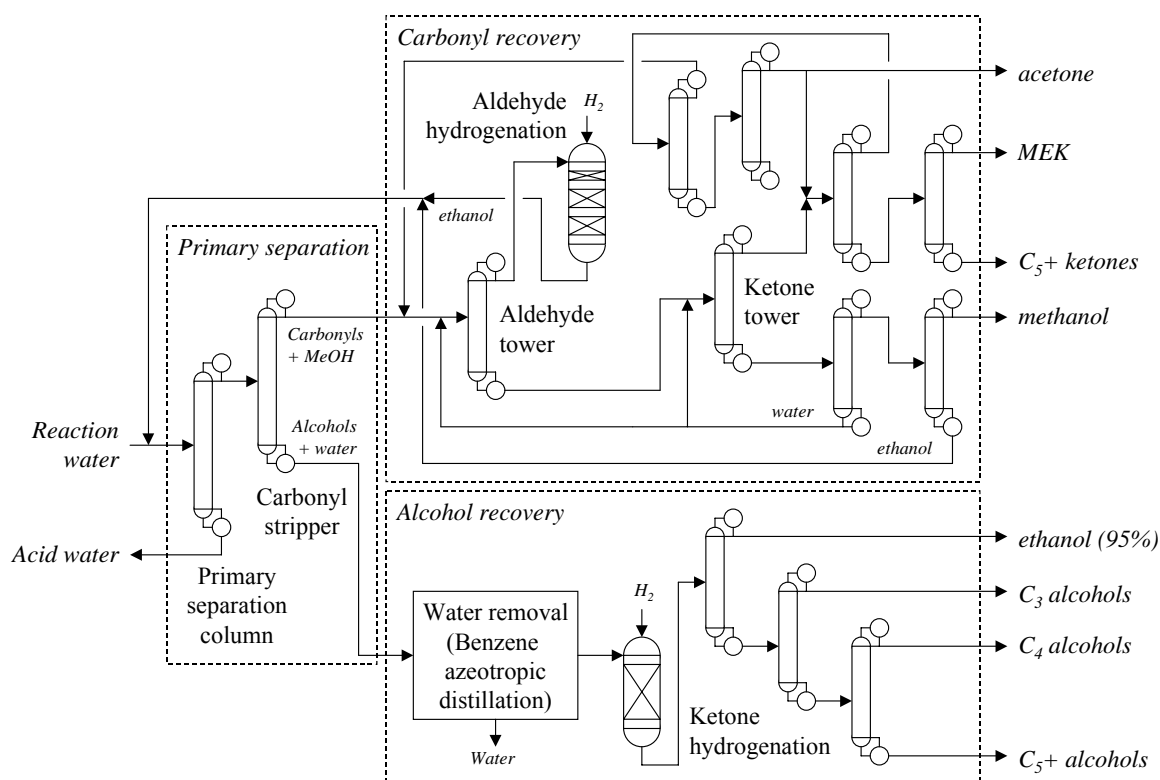 Carbonyl recovery
Aldehyde
hydrogenation
H2
acetone
MEK
C5+ ketones
methanol
ethanol
Primary separation
Carbonyls
+ MeOH
Aldehyde
tower
Ketone
tower
water
ethanol
Reaction
water
Alcohols
+ water
Carbonyl
stripper
Acid water
Primary
separation
column
Alcohol recovery
Water removal
(Benzene
azeotropic
distillation)
Water
H2
Ketone
hydrogenation
ethanol (95%)
C3 alcohols
C4 alcohols
C5+ alcohols